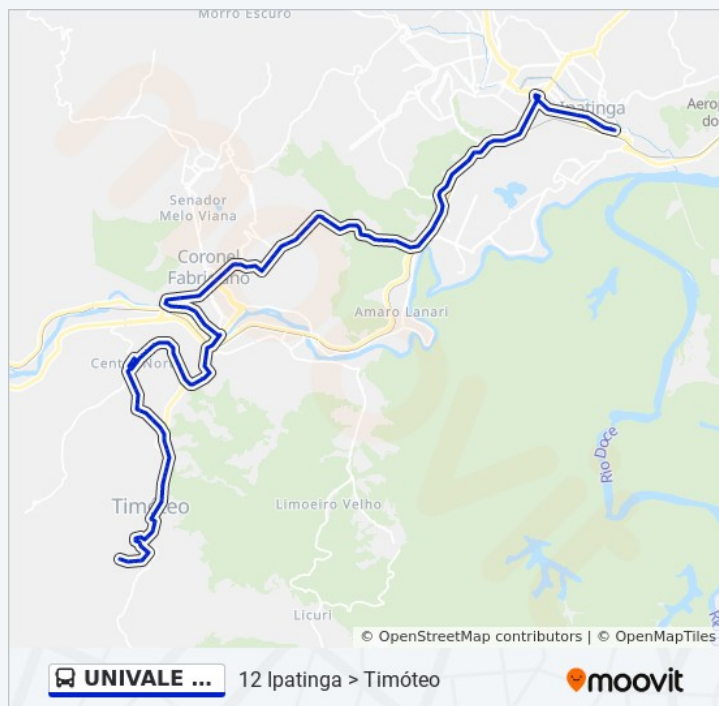 Morro Escuro
Ipatinga
Aerop
do
Senador
Melo Viana
Coronel
Fabriciano
Amaro Lanari
Centro Norte
Rio Doce
Timóteo
Limoeiro Velho
Licuri
moovit
© OpenStreetMap contributors | © OpenMapTiles
UNIVALE ...
12 Ipatinga > Timóteo
moovit